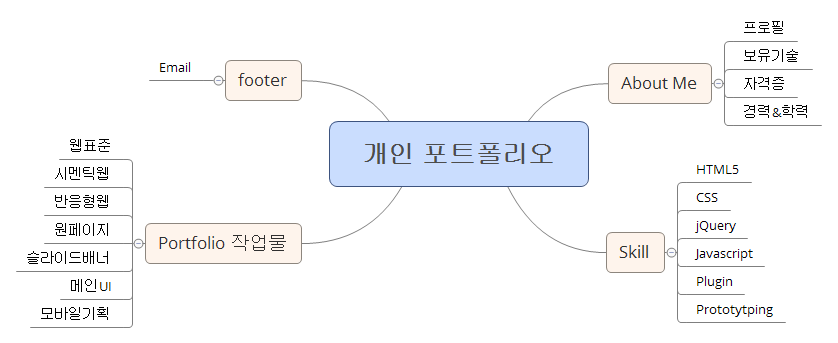 개인 포트폴리오
About Me
프로필
보유기술
자격증
경력&학력
Skill
HTML5
CSS
jQuery
Javascript
Plugin
Prototytping
footer
Email
Portfolio 작업물
웹표준
시멘틱웹
반응형웹
원페이지
슬라이드배너
메인UI
모바일기획